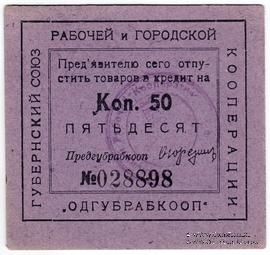 ГУБЕРНСКИЙ СОЮЗ
РАБОЧЕЙ и ГОРОДСКОЙ
КООПЕРАЦИИ.
Пред'явителю сего отпу-
стить товаров в кредит на
Коп. 50
ПЯТЬДЕСЯТ
Предгубрабкооп
№028898
„ОДГУБРАБКООП"